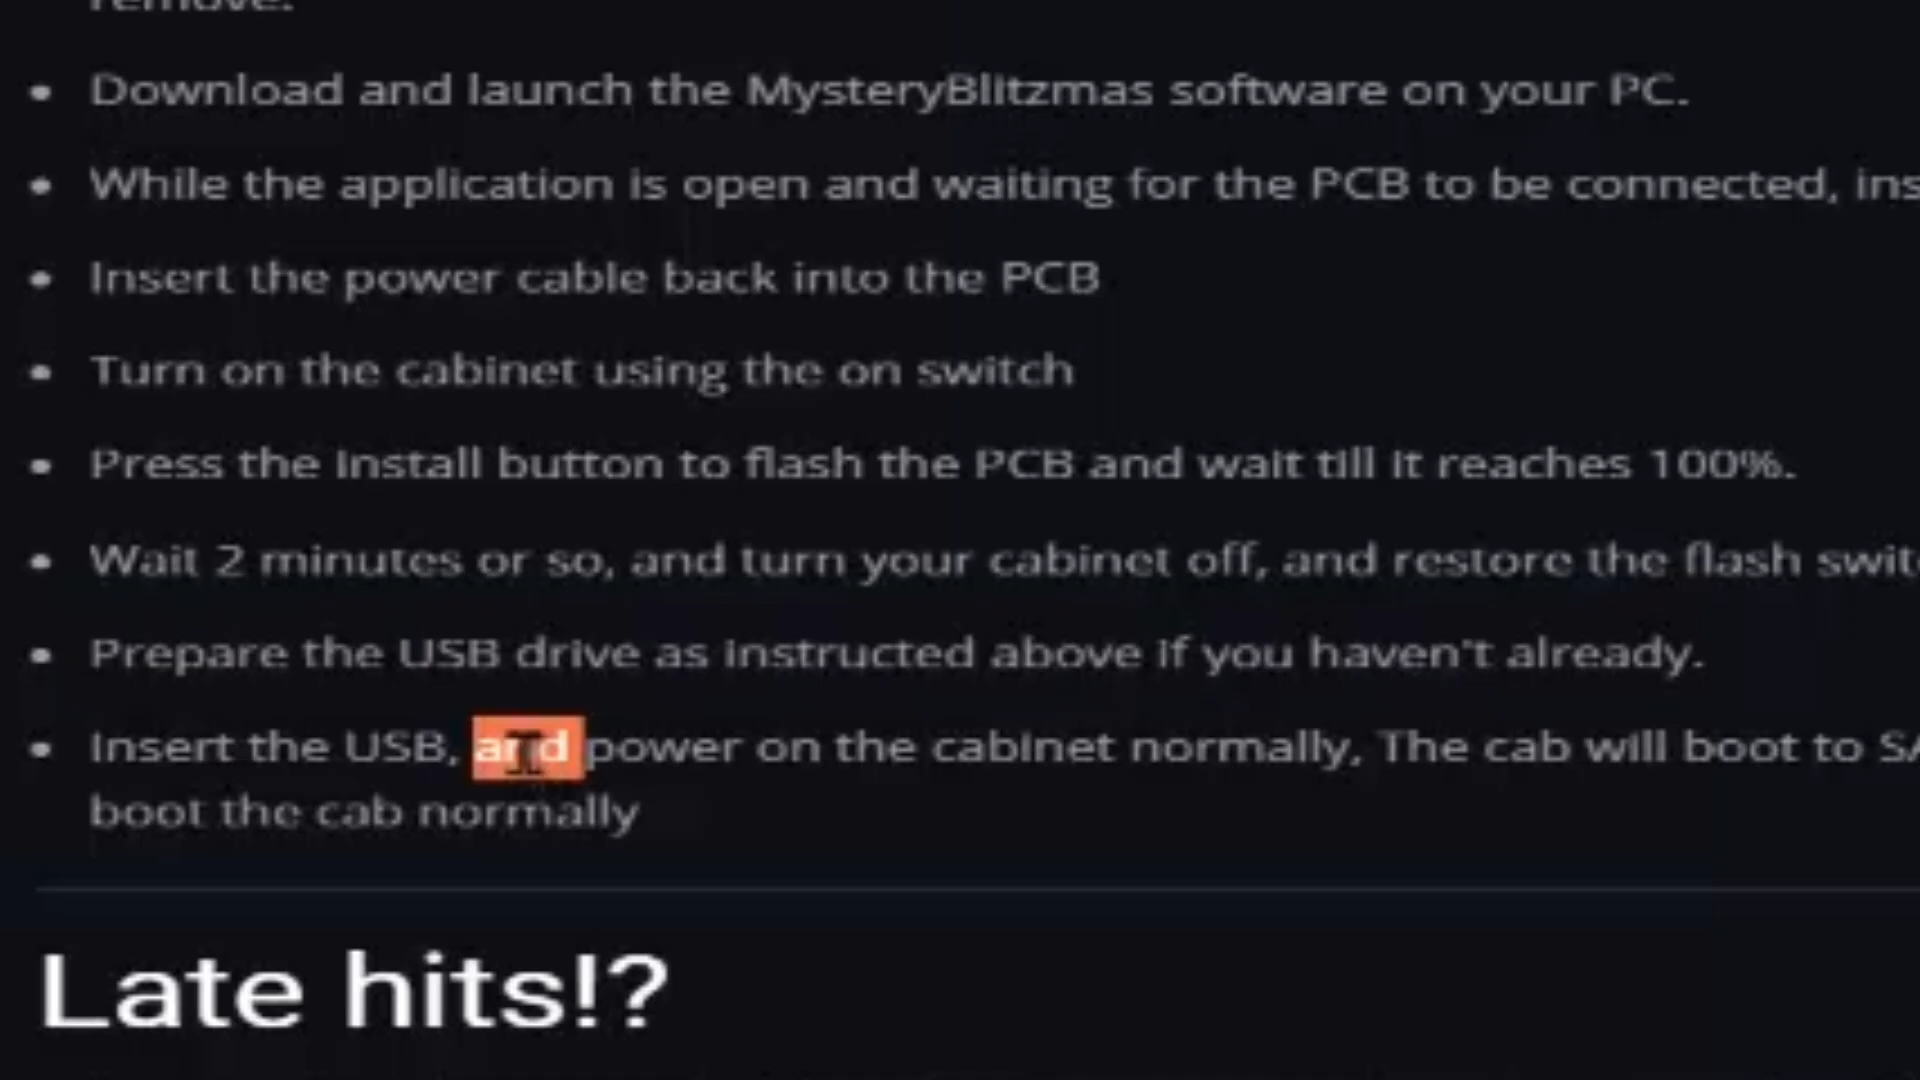 remove.
• Download and launch the MysteryBlitzmas software on your PC.
• While the application is open and waiting for the PCB to be connected, ins
• Insert the power cable back into the PCB
• Turn on the cabinet using the on switch
• Press the Install button to flash the PCB and wait till it reaches 100%.
• Wait 2 minutes or so, and turn your cabinet off, and restore the flash swit
• Prepare the USB drive as instructed above if you haven't already.
• Insert the USB, and power on the cabinet normally, The cab will boot to SA
boot the cab normally
Late hits!?